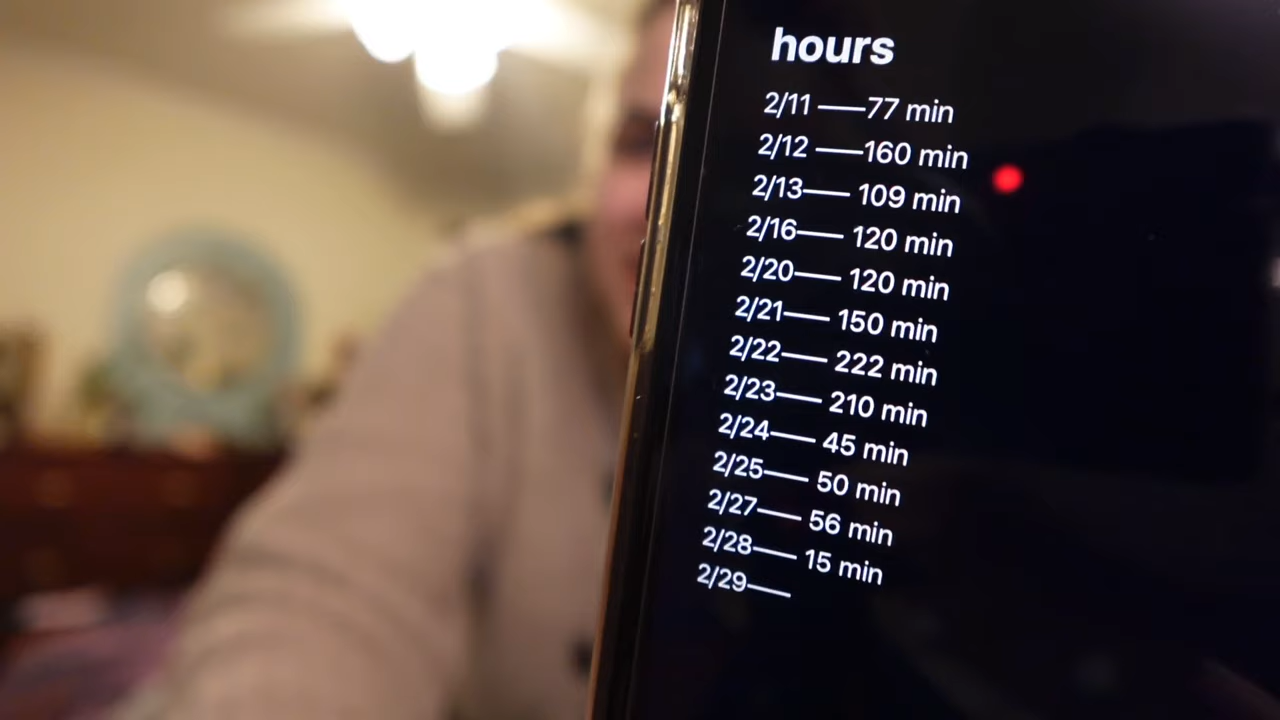 hours
2/11 ——77 min
2/12 ——160 min
2/13—— 109 min
2/16—— 120 min
2/20—— 120 min
2/21—— 150 min
2/22—— 222 min
2/23—— 210 min
2/24—— 45 min
2/25—— 50 min
2/27—— 56 min
2/28—— 15 min
2/29——